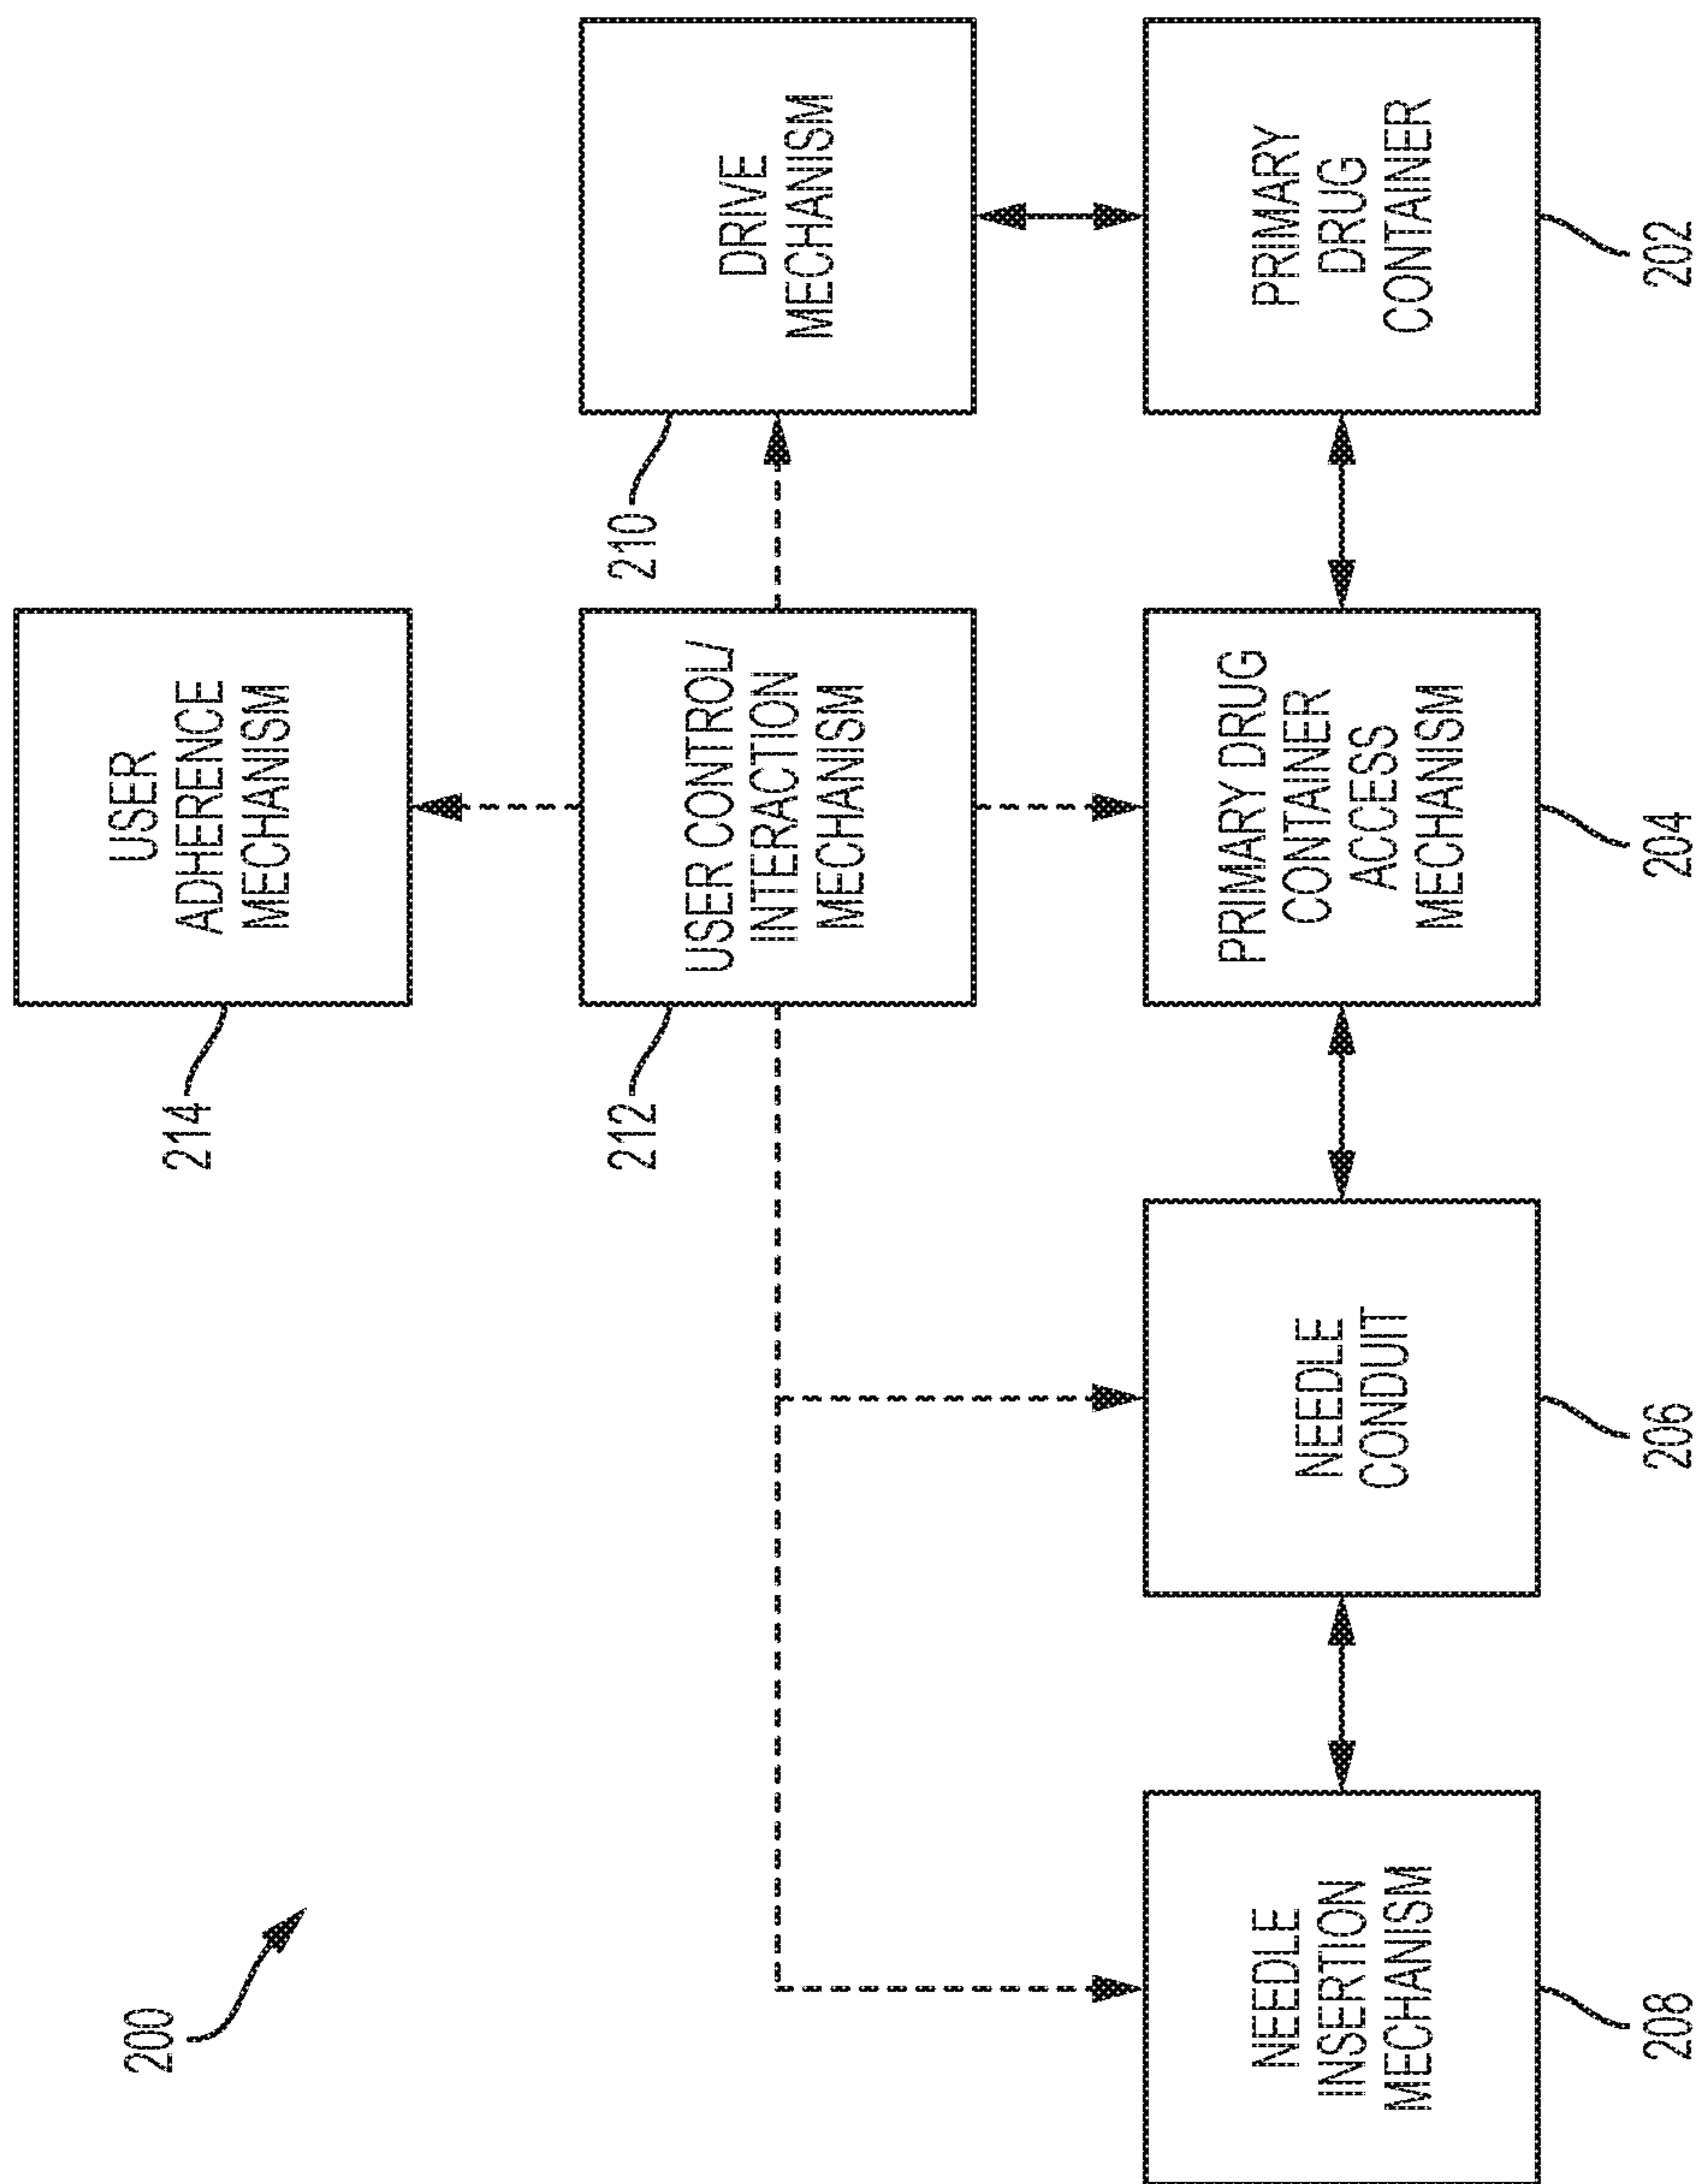 200
214
USER
ADHERENCE
MECHANISM
212
USER CONTROL/
INTERACTION
MECHANISM
210
DRIVE
MECHANISM
NEEDLE
INSERTION
MECHANISM
208
NEEDLE
CONDUIT
206
PRIMARY DRUG
CONTAINER
ACCESS
MECHANISM
204
PRIMARY
DRUG
CONTAINER
202